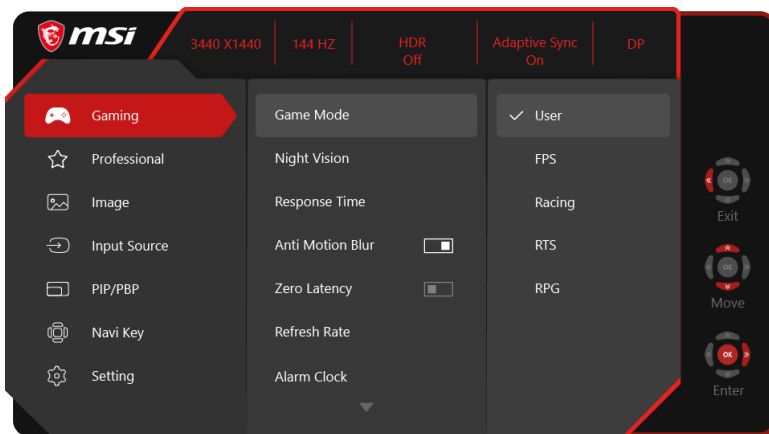 msi
3440 X1440
144 HZ
HDR
Off
Adaptive Sync
On
DP
Gaming
Professional
Image
Input Source
PIP/PBP
Navi Key
Setting
Game Mode
Night Vision
Response Time
Anti Motion Blur
Zero Latency
Refresh Rate
Alarm Clock
User
FPS
Racing
RTS
RPG
OK
Exit
OK
Move
OK
Enter